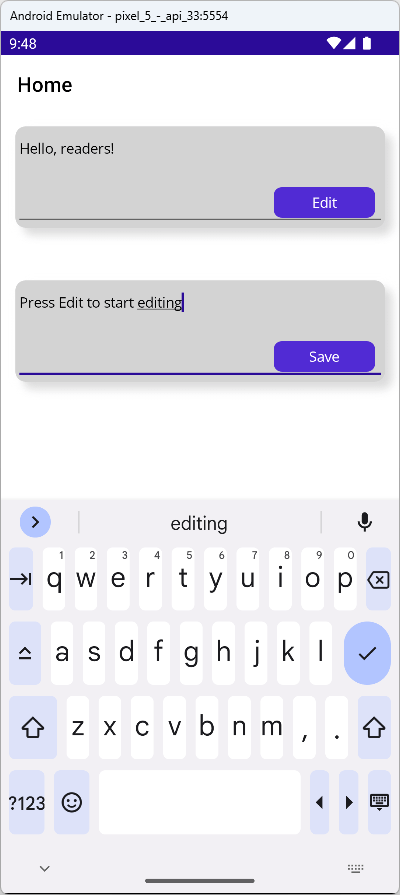 Android Emulator - pixel_5_-_api_33:5554
9:48
Home
Hello, readers!
Edit
Press Edit to start editing
Save
editing
1 2 3 4 5 6 7 8 9 0
q w e r t y u i o p
a s d f g h j k l
z x c v b n m , .
?123